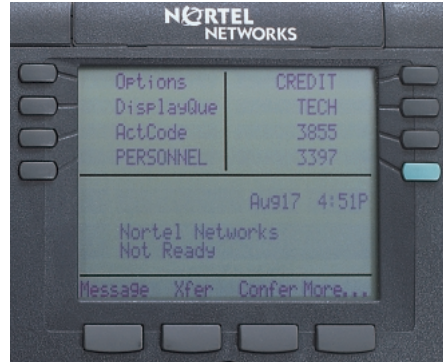 NORTEL
NETWORKS
Options CREDIT
DisplayQue TECH
ActCode 3855
PERSONNEL 3397
Aug17 4:51P
Nortel Networks
Not Ready
Message Xfer Confer More...